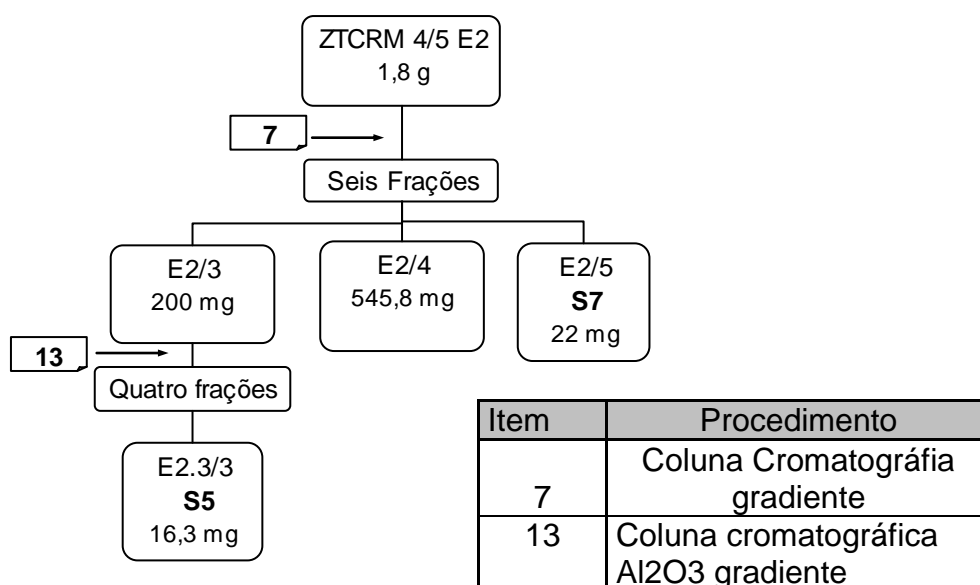 ZTCRM 4/5 E2
1,8 g
7
Seis Frações
E2/3
200 mg
E2/4
545,8 mg
E2/5
S7
22 mg
13
Quatro frações
E2.3/3
S5
16,3 mg
Item Procedimento
7 Coluna Cromatográfia
gradiente
13 Coluna cromatográfica
Al2O3 gradiente